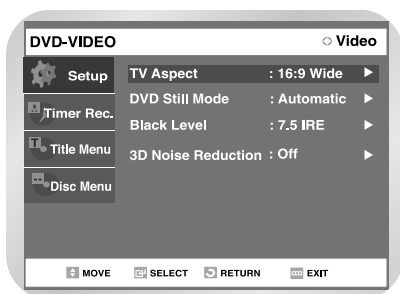 DVD-VIDEO Video
Setup TV Aspect : 16:9 Wide ►
DVD Still Mode : Automatic ►
Timer Rec. Black Level : 7.5 IRE ►
Title Menu 3D Noise Reduction : Off ►
Disc Menu
MOVE SELECT RETURN EXIT